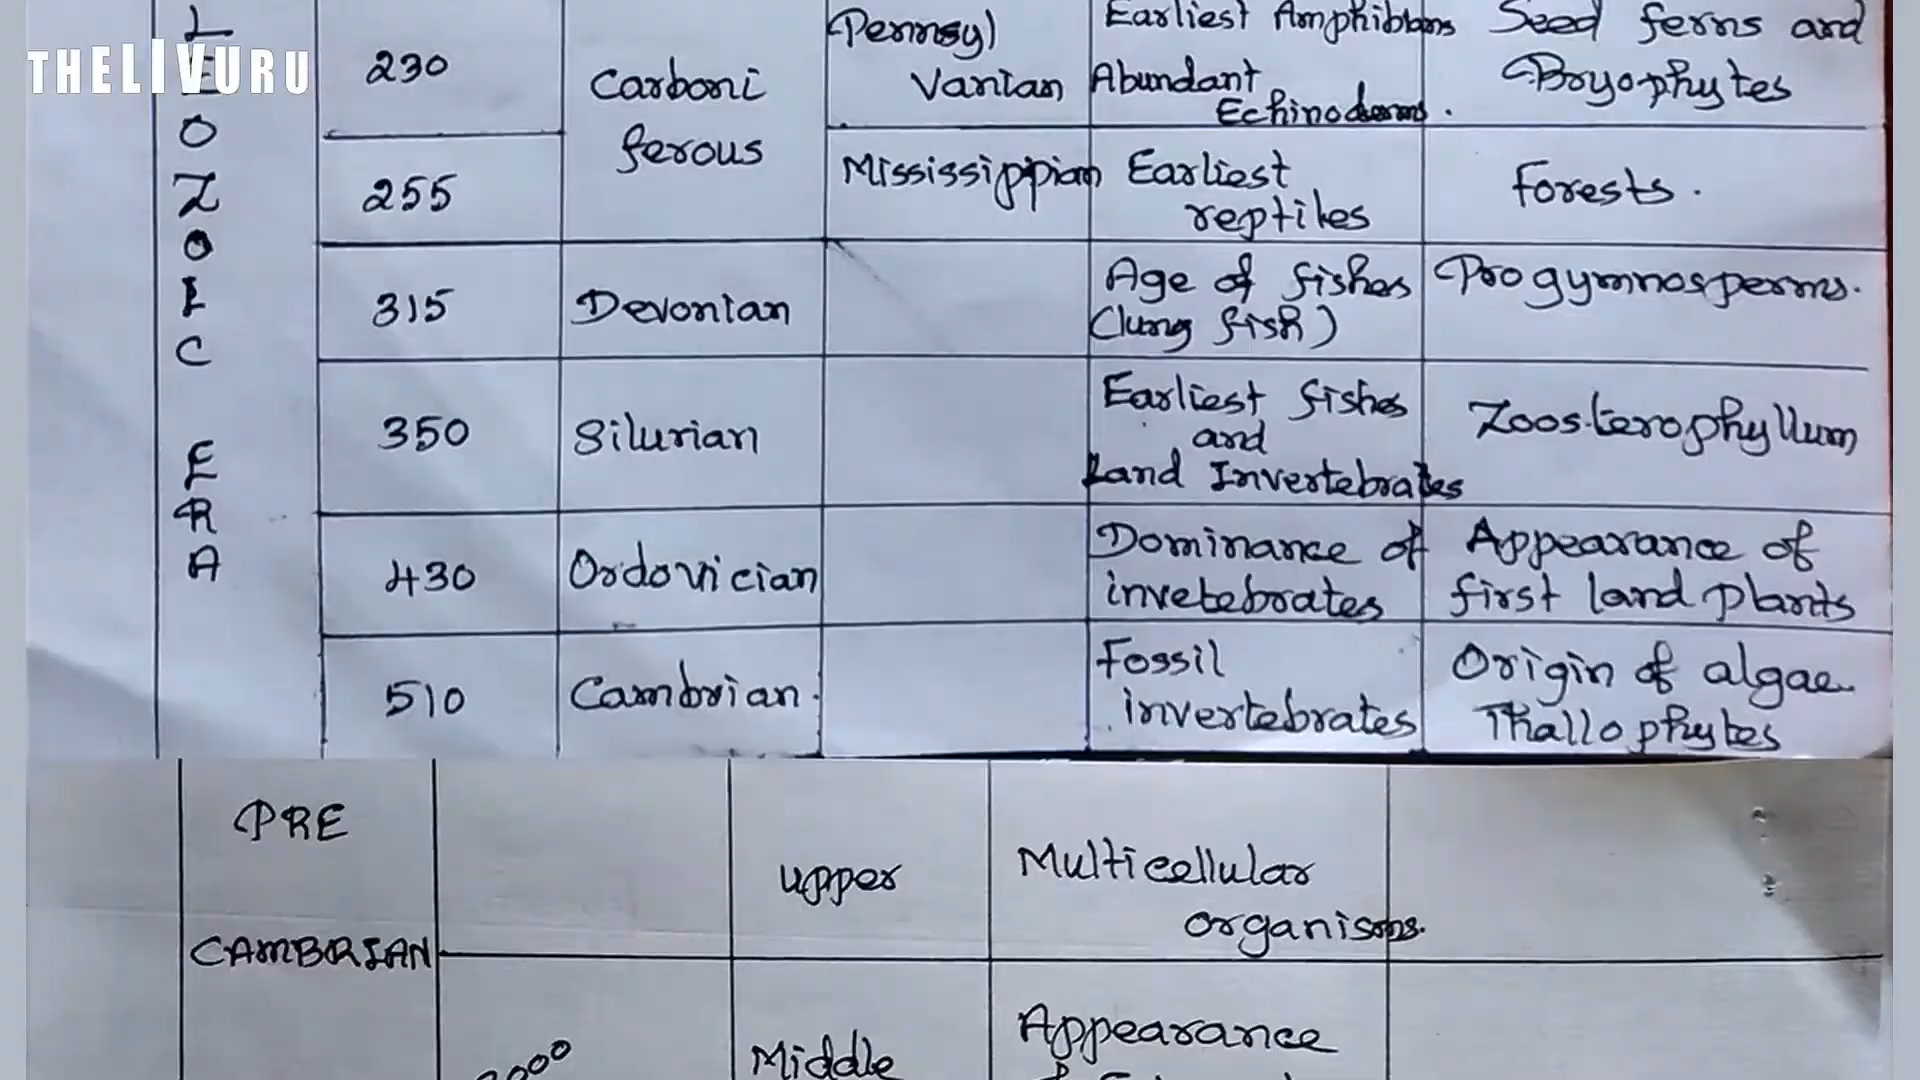 THELIVURU
L
E
O
Z
O
I
C
E
R
A
230
Carboni
ferous
Pennsyl
Vanian
Earliest Amphibians
Abundant
Echinoderms.
Seed ferns and
Bryophytes
255
Mississippian
Earliest
reptiles
Forests.
315
Devonian
Age of fishes
(lung fish)
Progymnosperms.
350
Silurian
Earliest fishes
and
Land Invertebrates
Zoosterophyllum
430
Ordovician
Dominance of
invetebrates
Appearance of
first land plants
510
Cambrian.
Fossil
invertebrates
Origin of algae
Thallophytes
PRE
CAMBRIAN
upper
Multicellular
organisms.
Middle
Appearance